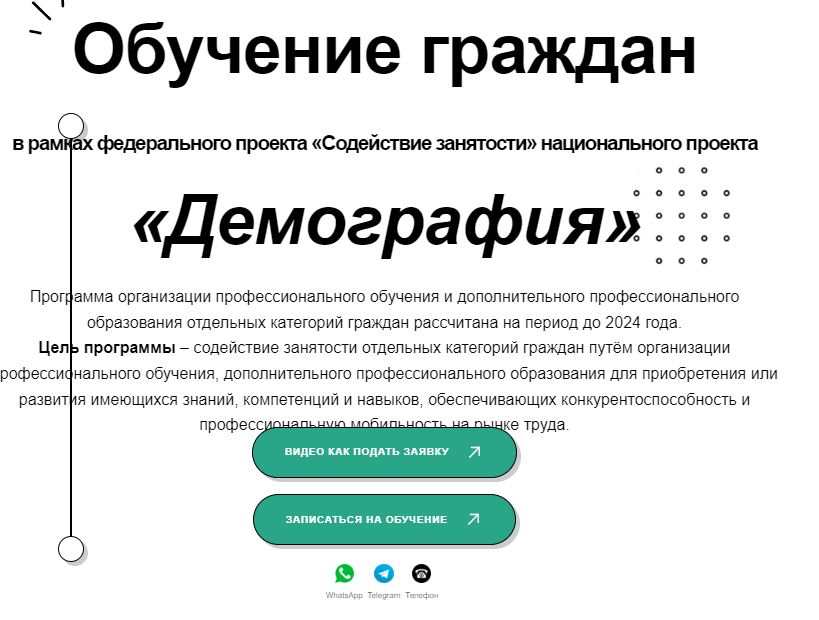 Обучение граждан
в рамках федерального проекта «Содействие занятости» национального проекта
«Демография»
Программа организации профессионального обучения и дополнительного профессионального
образования отдельных категорий граждан рассчитана на период до 2024 года.
Цель программы – содействие занятости отдельных категорий граждан путём организации
рофессионального обучения, дополнительного профессионального образования для приобретения или
развития имеющихся знаний, компетенций и навыков, обеспечивающих конкурентоспособность и
профессиональную мобильность на рынке труда.
ВИДЕО КАК ПОДАТЬ ЗАЯВКУ
ЗАПИСАТЬСЯ НА ОБУЧЕНИЕ
WhatsApp Telegram Телефон